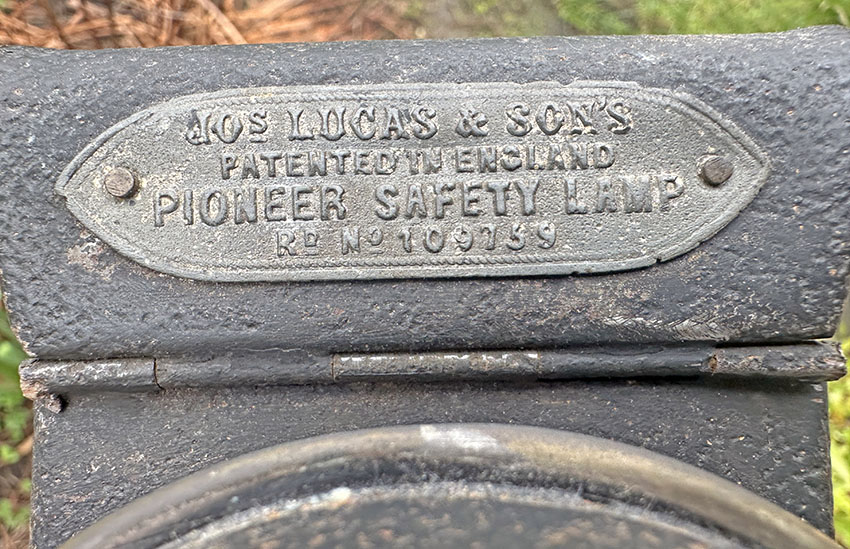 JOS LUCAS & SON'S
PATENTED IN ENGLAND
PIONEER SAFETY LAMP
RD NO 109759